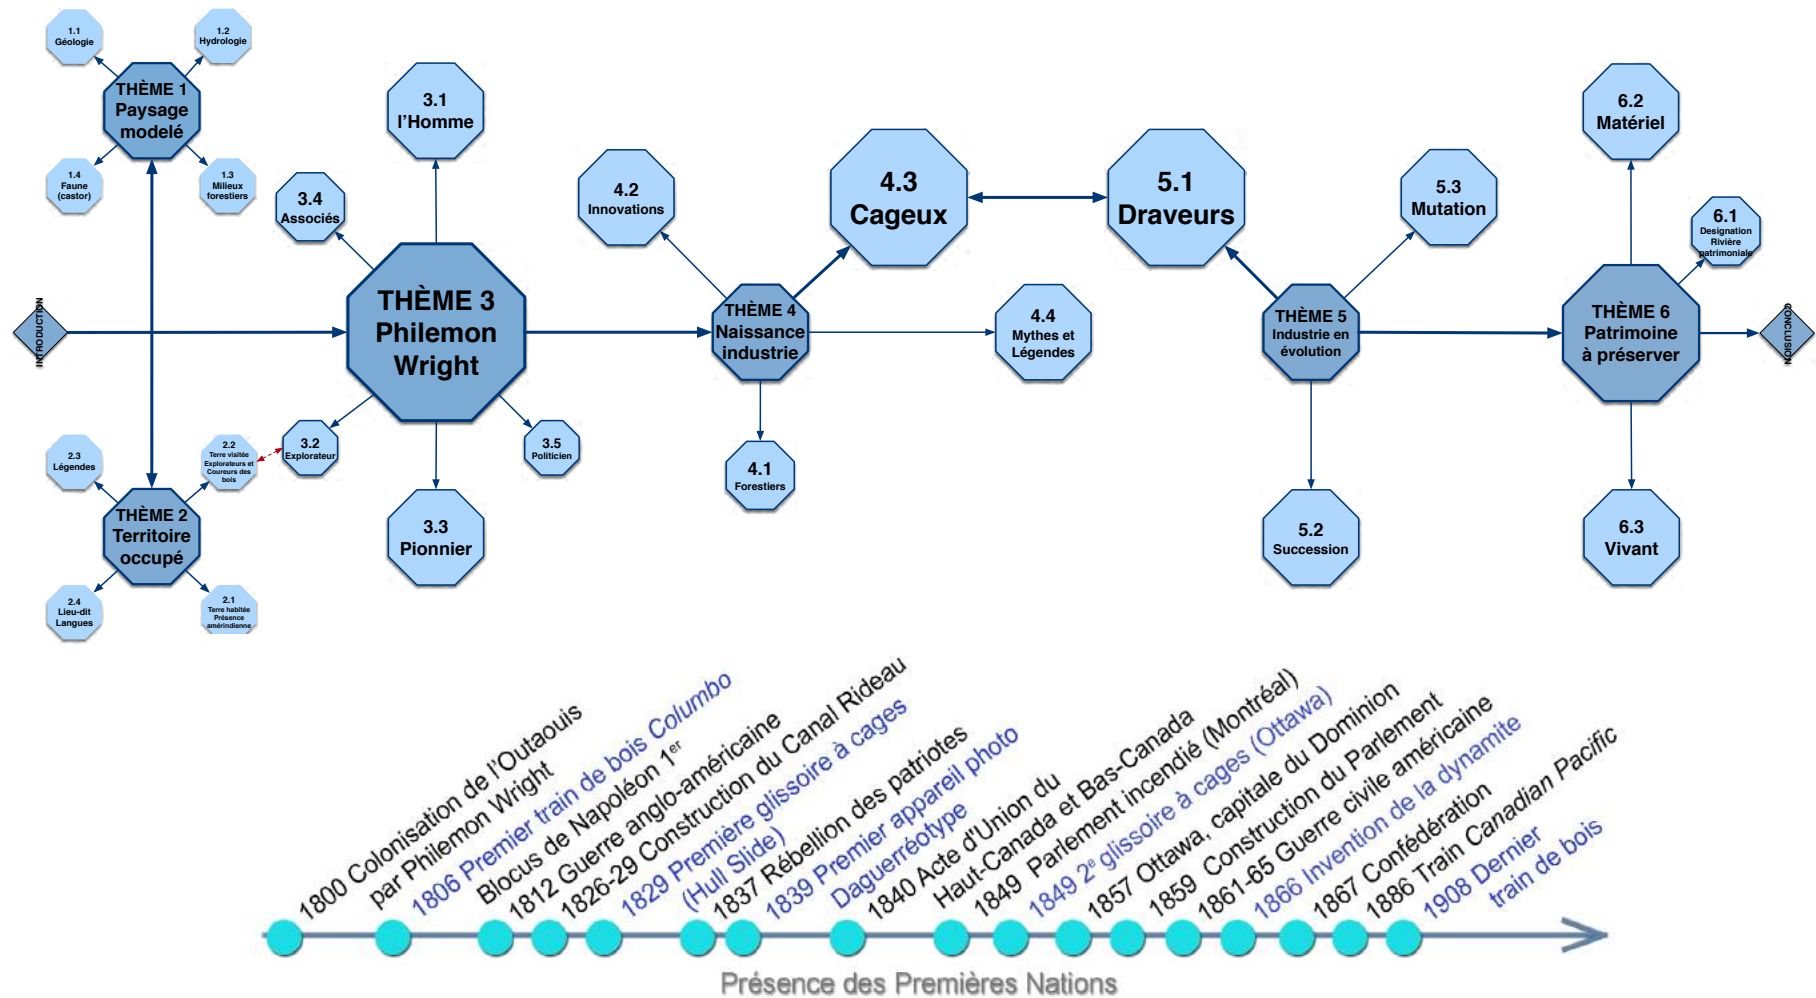 1.1
Géologie
1.2
Hydrologie
THÈME 1
Paysage
modelé
1.4
Faune
(castor)
1.3
Milieux
forestiers
INTRODUCTION
2.3
Légendes
2.2
Terre visitée
Explorateurs et
Coureurs des
bois
THÈME 2
Territoire
occupé
2.4
Lieu-dit
Langues
2.1
Terre habitée
Présence
amérindienne
3.1
l'Homme
3.4
Associés
THÈME 3
Philemon
Wright
3.2
Explorateur
3.5
Politicien
3.3
Pionnier
4.2
Innovations
4.3
Cageux
THÈME 4
Naissance
industrie
4.4
Mythes et
Légendes
4.1
Forestiers
5.1
Draveurs
5.3
Mutation
THÈME 5
Industrie en
évolution
5.2
Succession
6.2
Matériel
6.1
Designation
Rivière
patrimoniale
THÈME 6
Patrimoine
à préserver
6.3
Vivant
CONCLUSION
1800 Colonisation de l'Outaouis
par Philemon Wright
1806 Premier train de bois Columbo
Blocus de Napoléon 1er
1812 Guerre anglo-américaine
1826-29 Construction du Canal Rideau
1829 Première glissoire à cages
(Hull Slide)
1837 Rébellion des patriotes
1839 Premier appareil photo
Daguerréotype
1840 Acte d'Union du
Haut-Canada et Bas-Canada
1849 Parlement incendié (Montréal)
1849 2e glissoire à cages (Ottawa)
1857 Ottawa, capitale du Dominion
1859 Construction du Parlement
1861-65 Guerre civile américaine
1866 Invention de la dynamite
1867 Confédération
1886 Train Canadian Pacific
1908 Dernier
train de bois
Présence des Premières Nations